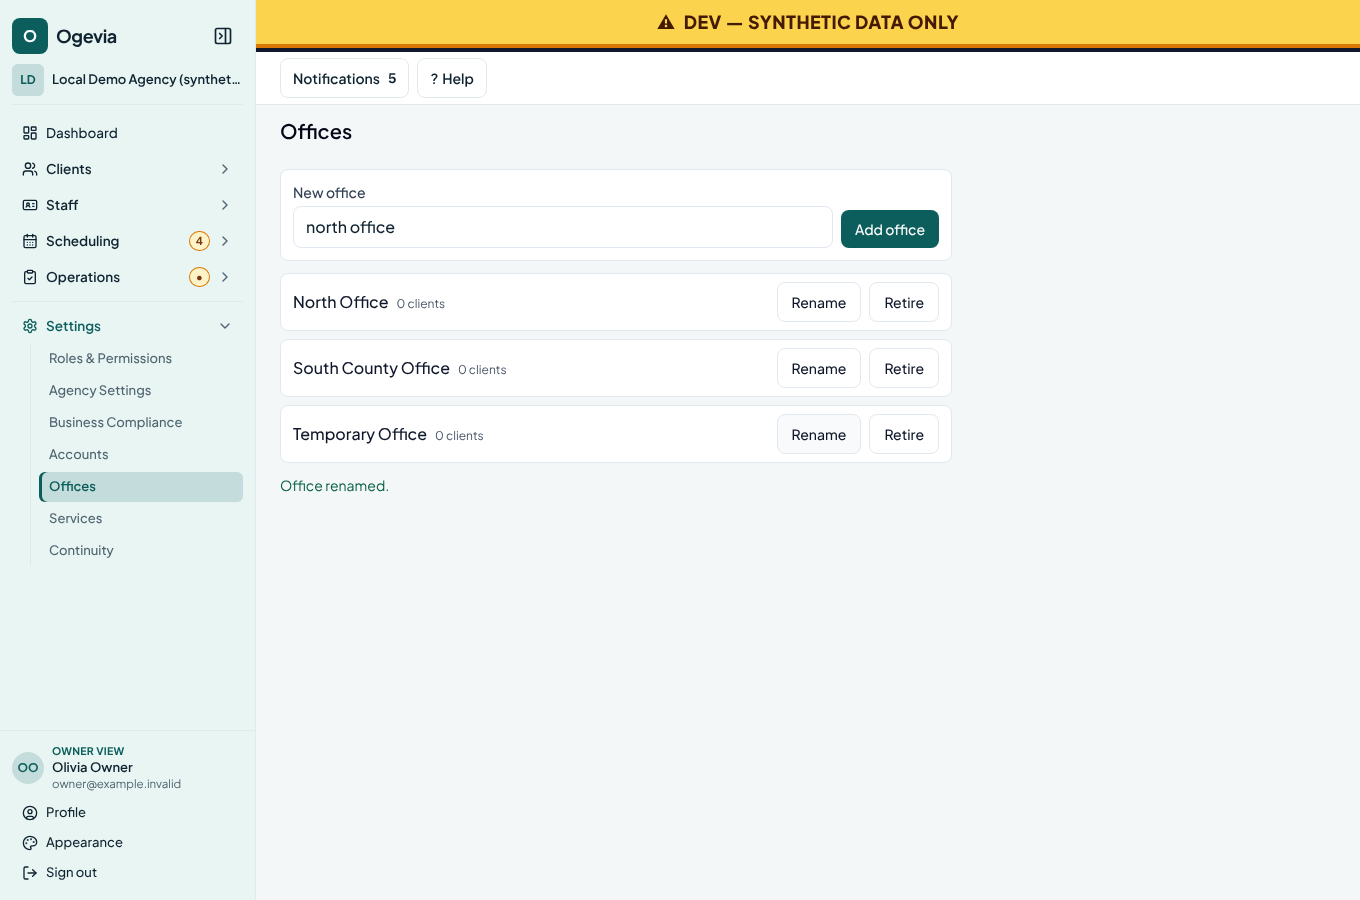 DEV — SYNTHETIC DATA ONLY
O Ogevia
LD Local Demo Agency (synthet...
Dashboard
Clients
Staff
Scheduling 4
Operations
Settings
Roles & Permissions
Agency Settings
Business Compliance
Accounts
Offices
Services
Continuity
OWNER VIEW
OO Olivia Owner
owner@example.invalid
Profile
Appearance
Sign out
Notifications 5 ? Help
Offices
New office
north office Add office
North Office 0 clients Rename Retire
South County Office 0 clients Rename Retire
Temporary Office 0 clients Rename Retire
Office renamed.